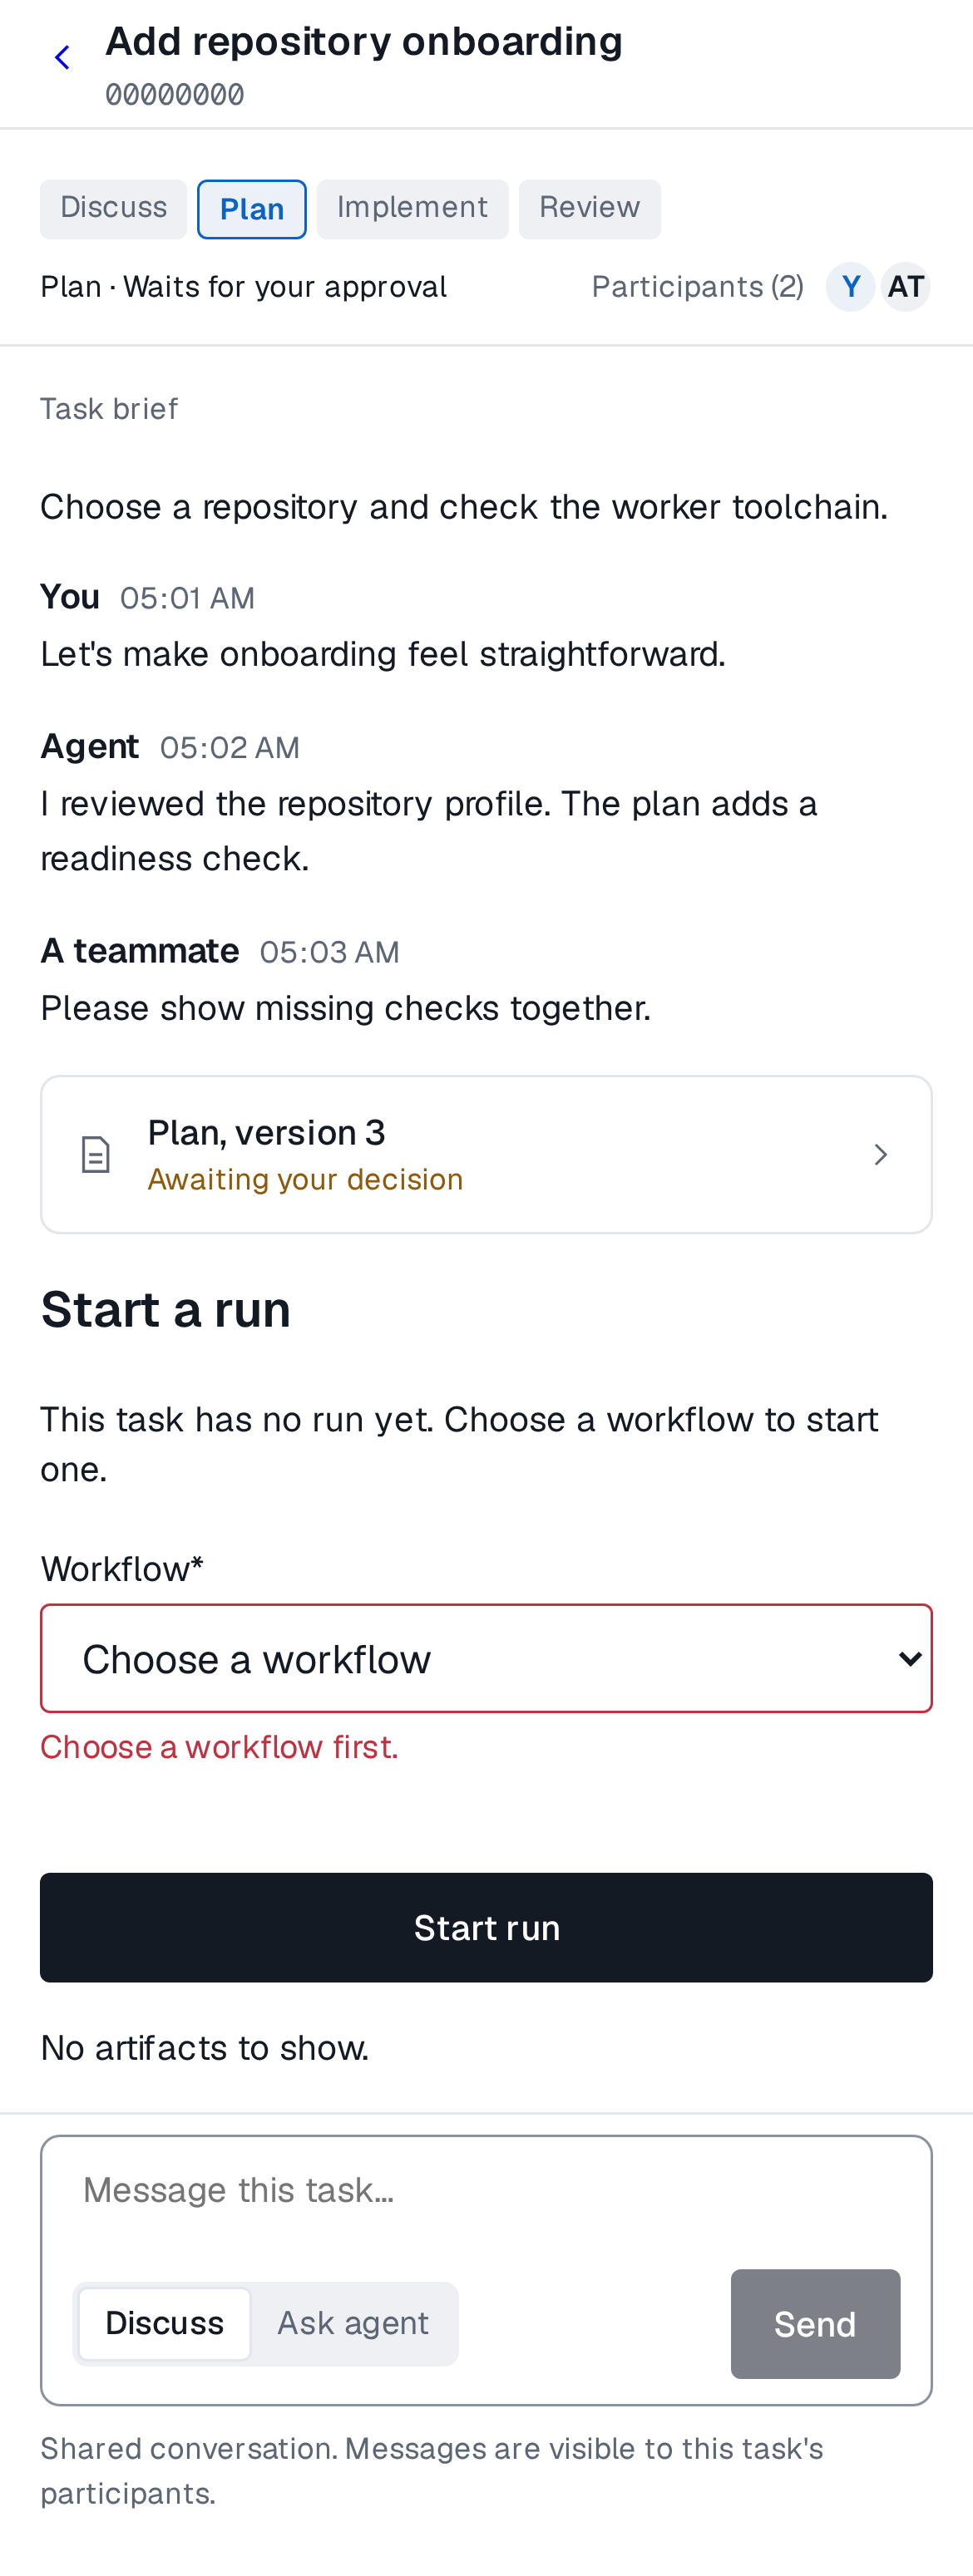 Add repository onboarding
00000000
Discuss
Plan
Implement
Review
Plan · Waits for your approval
Participants (2)
Y
AT
Task brief
Choose a repository and check the worker toolchain.
You 05:01 AM
Let's make onboarding feel straightforward.
Agent 05:02 AM
I reviewed the repository profile. The plan adds a
readiness check.
A teammate 05:03 AM
Please show missing checks together.
Plan, version 3
Awaiting your decision
Start a run
This task has no run yet. Choose a workflow to start
one.
Workflow*
Choose a workflow
Choose a workflow first.
Start run
No artifacts to show.
Message this task...
Discuss
Ask agent
Send
Shared conversation. Messages are visible to this task's
participants.